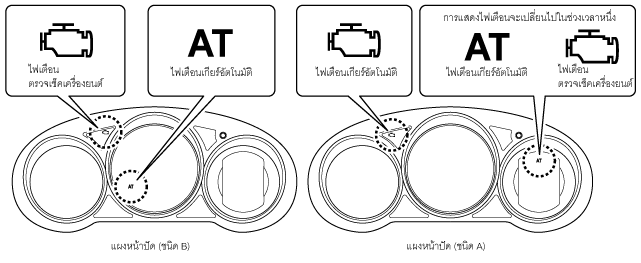 การแสดงไฟเตือนจะเปลี่ยนไปในช่วงเวลาหนึ่ง
ไฟเตือน
ตรวจเช็คเครื่องยนต์
AT
ไฟเตือนเกียร์อัตโนมัติ
ไฟเตือนเกียร์อัตโนมัติ
AT
ไฟเตือนเกียร์อัตโนมัติ
ไฟเตือน
ตรวจเช็คเครื่องยนต์
AT
AT
แผงหน้าปัด (ชนิด B)
แผงหน้าปัด (ชนิด A)